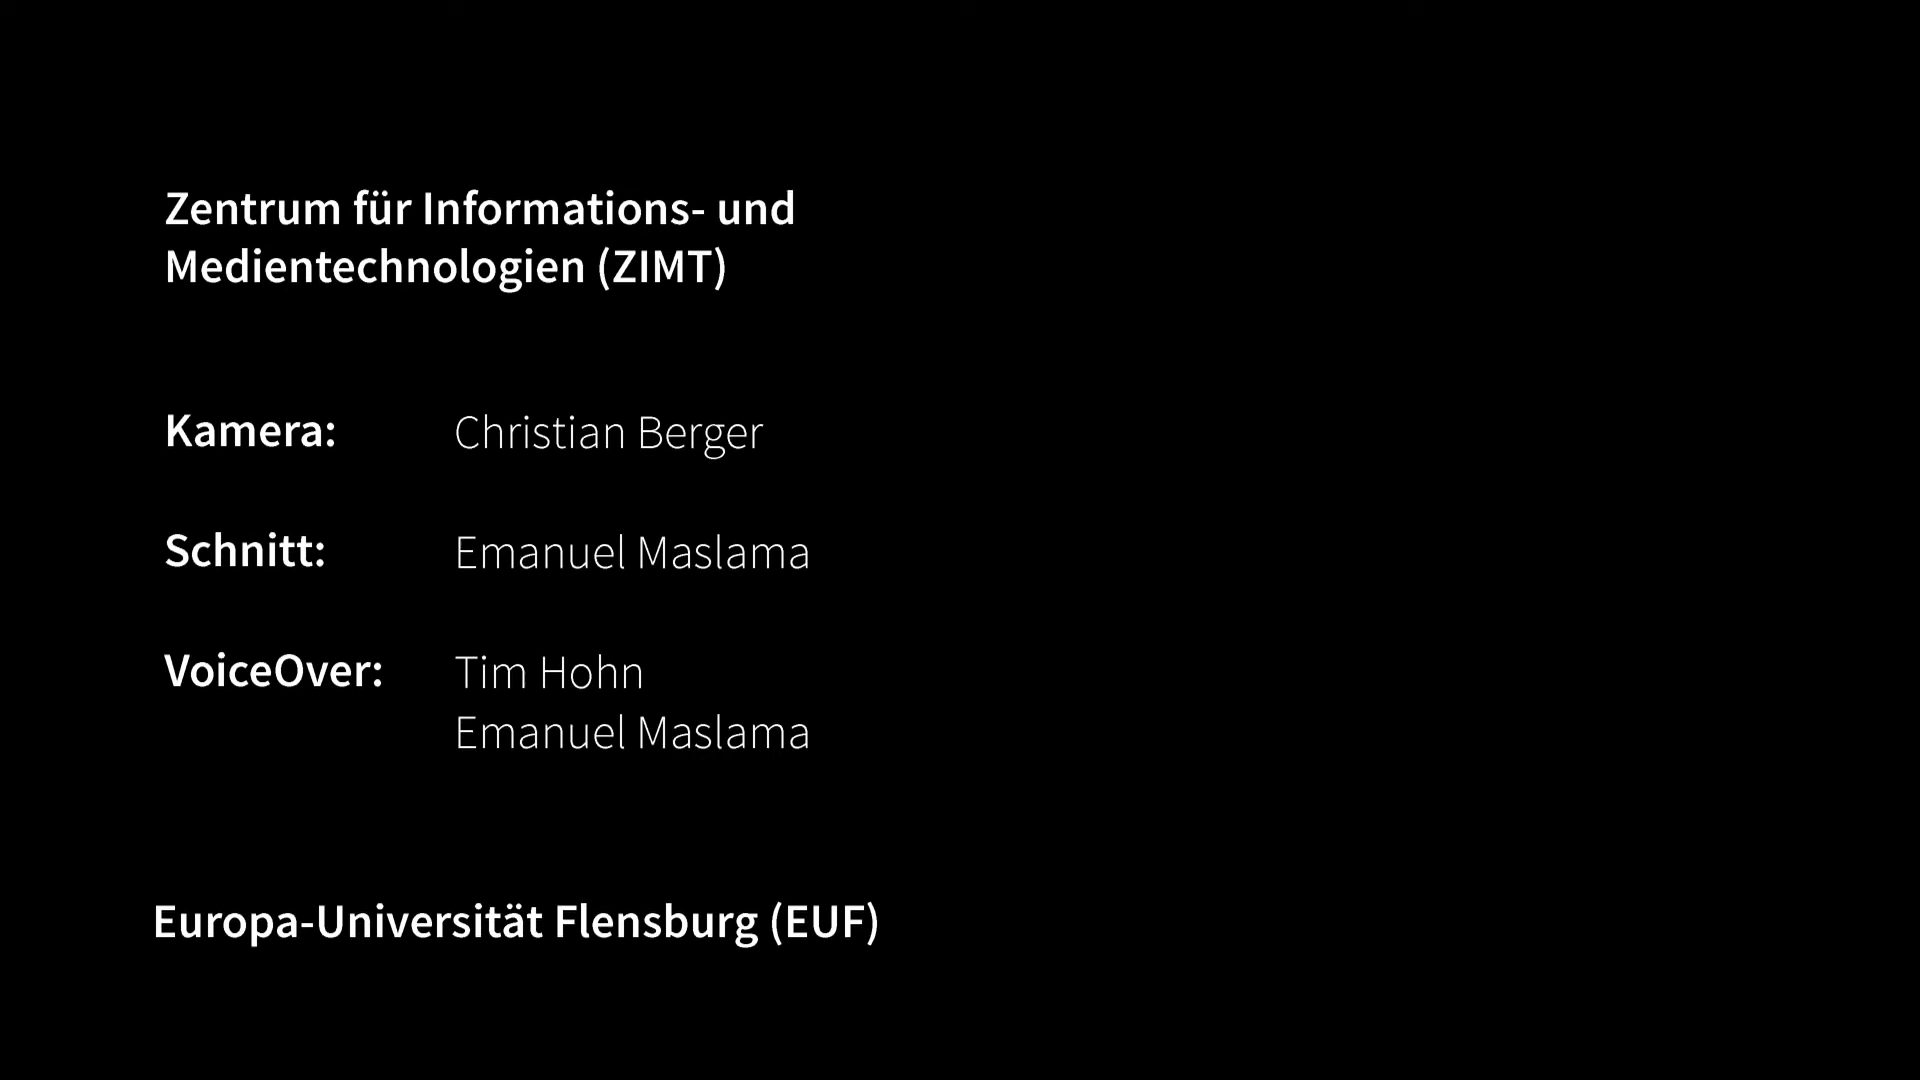 Zentrum für Informations- und
Medientechnologien (ZIMT)
Kamera: Christian Berger
Schnitt: Emanuel Maslama
VoiceOver: Tim Hohn
Emanuel Maslama
Europa-Universität Flensburg (EUF)